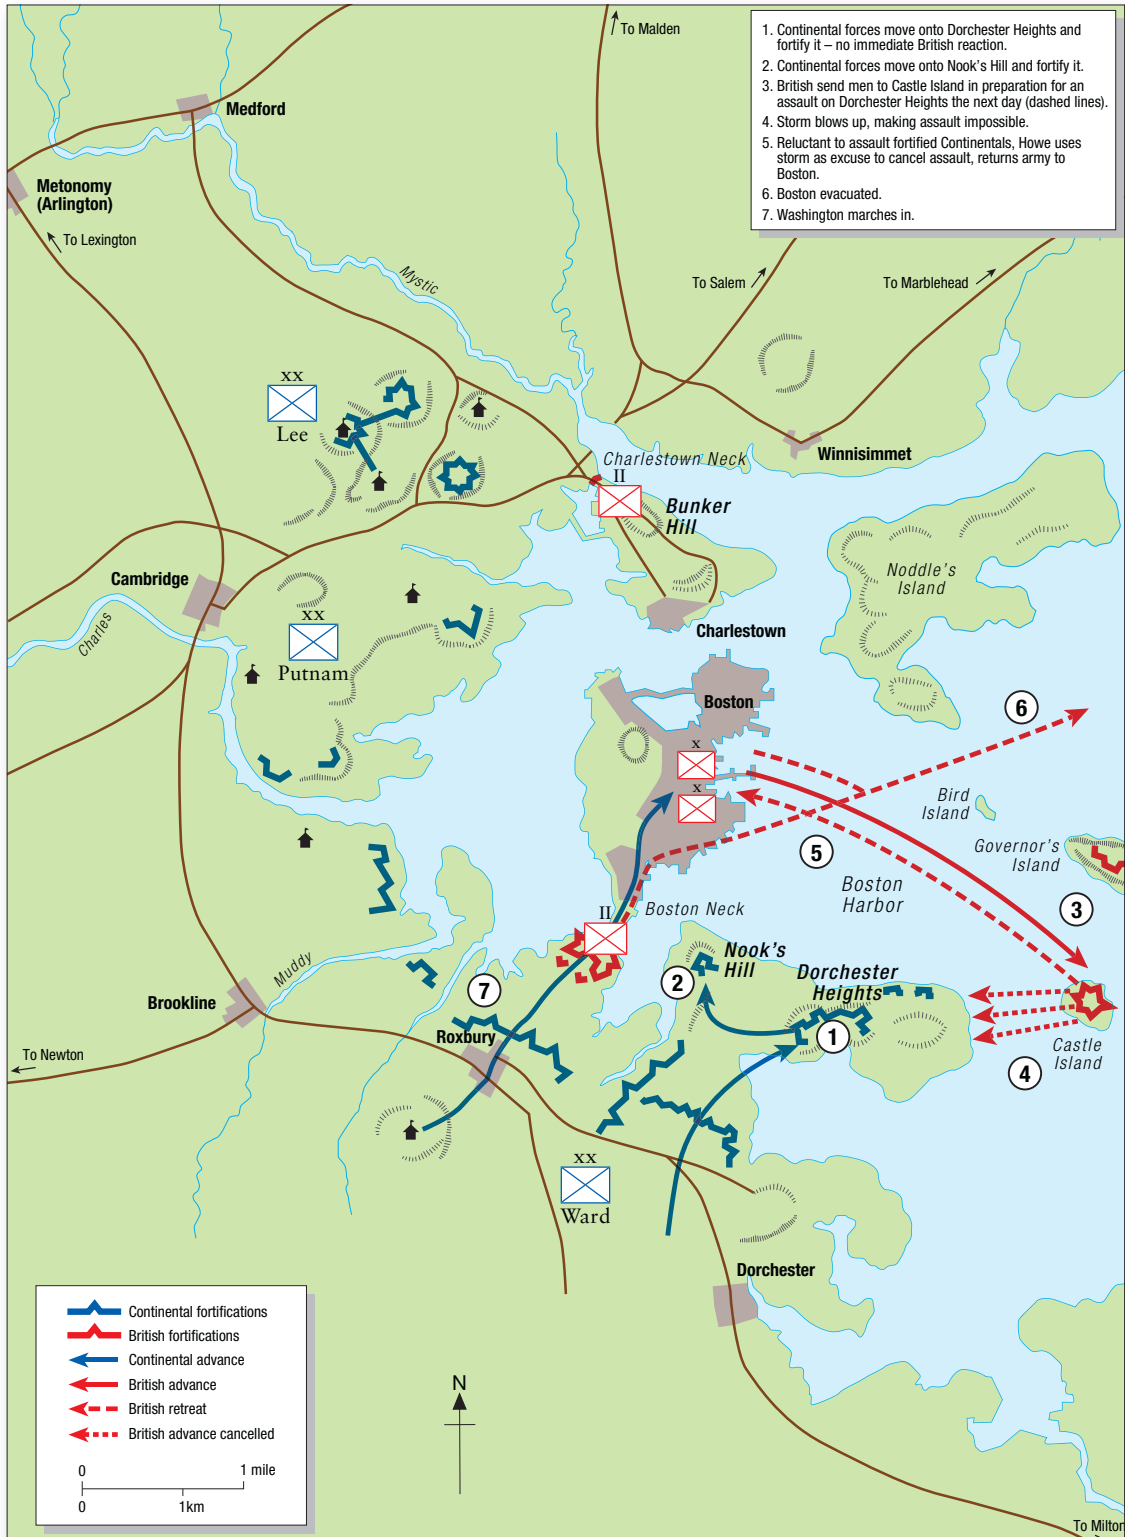 To Malden
1. Continental forces move onto Dorchester Heights and
fortify it – no immediate British reaction.
2. Continental forces move onto Nook's Hill and fortify it.
3. British send men to Castle Island in preparation for an
assault on Dorchester Heights the next day (dashed lines).
4. Storm blows up, making assault impossible.
5. Reluctant to assault fortified Continentals, Howe uses
storm as excuse to cancel assault, returns army to
Boston.
6. Boston evacuated.
7. Washington marches in.
Medford
Metonomy
(Arlington)
To Lexington
Mystic
To Salem
To Marblehead
XX
Lee
Winnisimmet
Charlestown Neck
II
Bunker
Hill
Noddle's
Island
Cambridge
Charles
XX
Putnam
Charlestown
Boston
6
x
x
Bird
Island
5
Governor's
Island
Boston
Harbor
3
II
Boston Neck
Nook's
Hill
2
Dorchester
Heights
Muddy
7
Brookline
Roxbury
1
To Newton
Castle
Island
4
XX
Ward
Dorchester
Continental fortifications
British fortifications
Continental advance
British advance
British retreat
British advance cancelled
N
0
1 mile
0
1km
To Milton